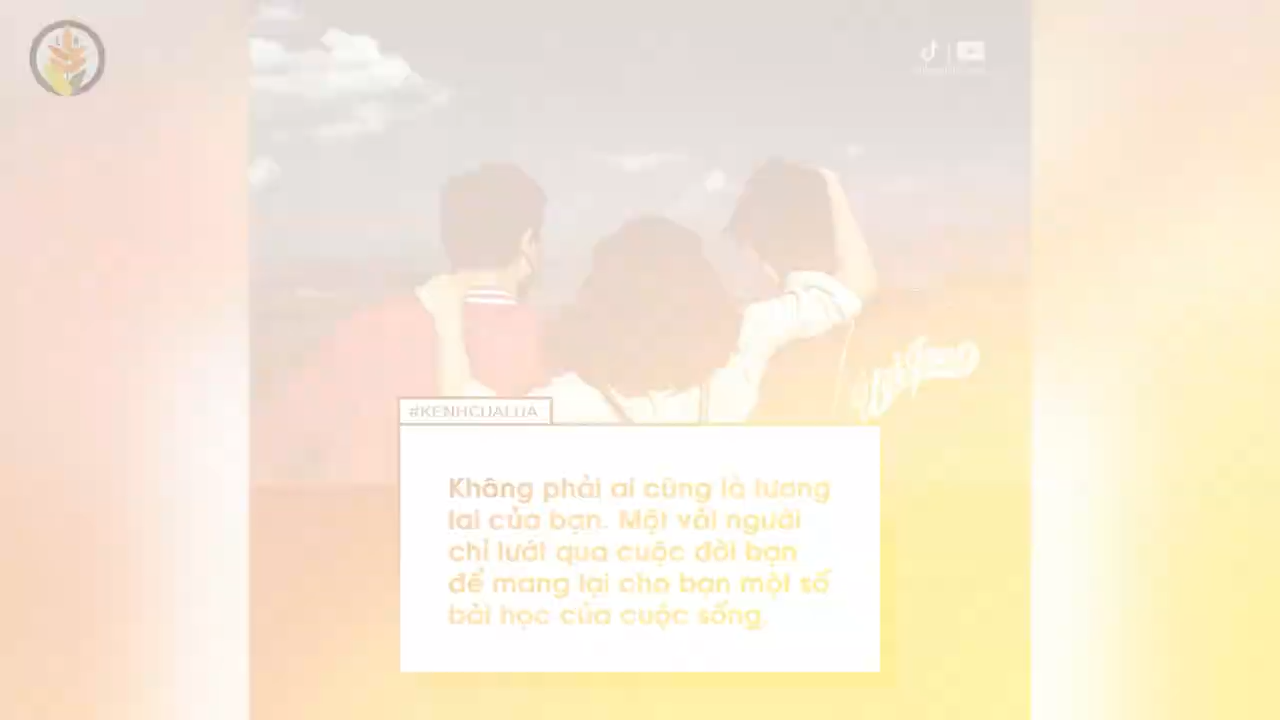 L R
#KENHCUALUA
Không phải ai cũng là tương
lai của bạn. Một vài người
chỉ lướt qua cuộc đời bạn
để mang lại cho bạn một số
bài học của cuộc sống.